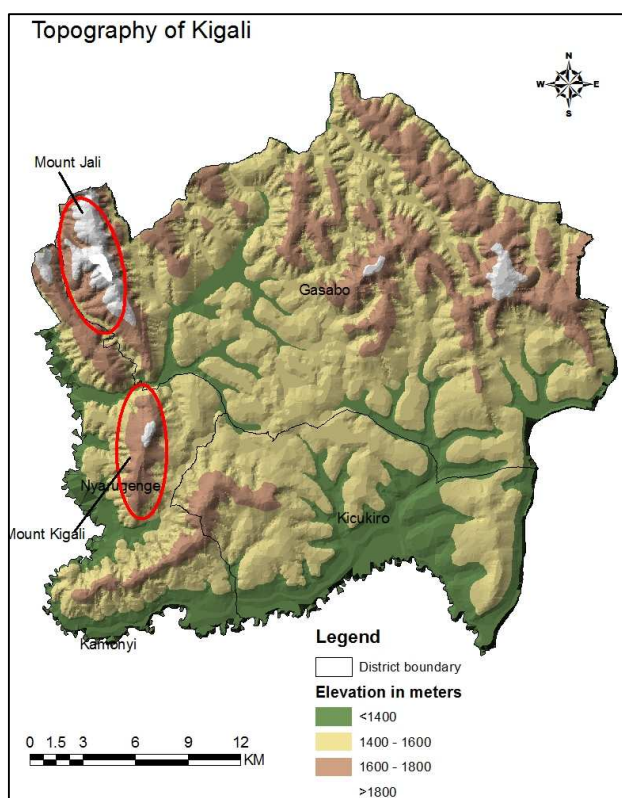 Topography of Kigali
N
W E
S
Mount Jali
Gasabo
Nyarugenge
Mount Kigali
Kicukiro
Kamonyi
Legend
District boundary
Elevation in meters
<1400
1400 - 1600
1600 - 1800
>1800
0 1.5 3 6 9 12
KM